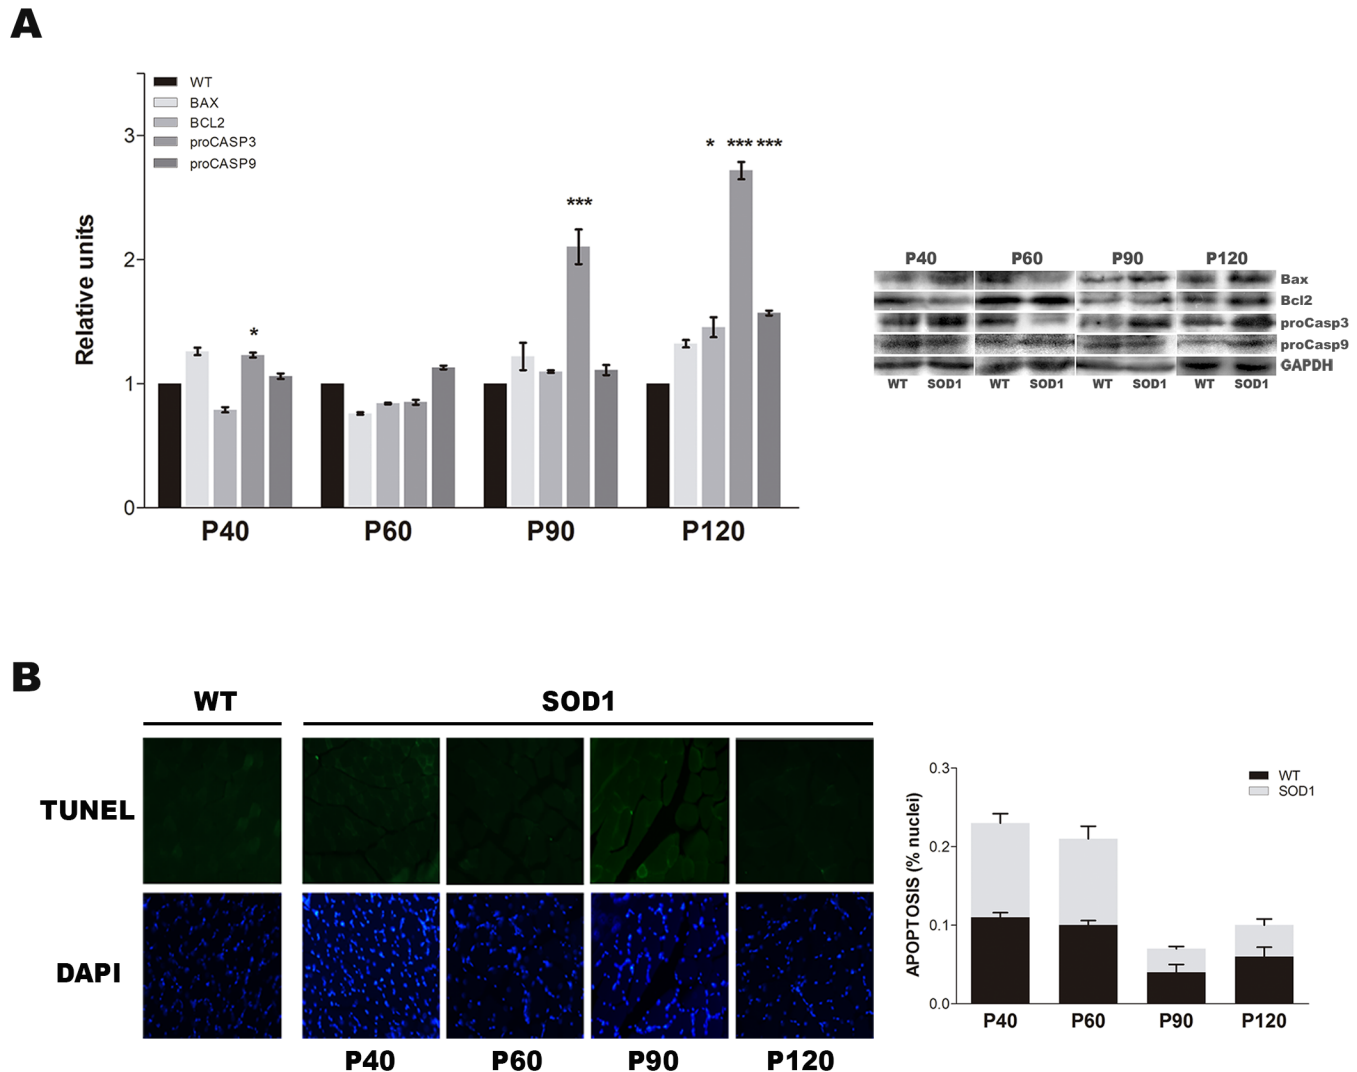 A
WT
BAX
BCL2
proCASP3
proCASP9
Relative units
3
2
1
0
*
***
* *** ***
P40 P60 P90 P120
P40 P60 P90 P120
Bax
Bcl2
proCasp3
proCasp9
GAPDH
WT SOD1 WT SOD1 WT SOD1 WT SOD1
B
WT SOD1
TUNEL
DAPI
P40 P60 P90 P120
APOPTOSIS (% nuclei)
0.3
0.2
0.1
0.0
WT
SOD1
P40 P60 P90 P120